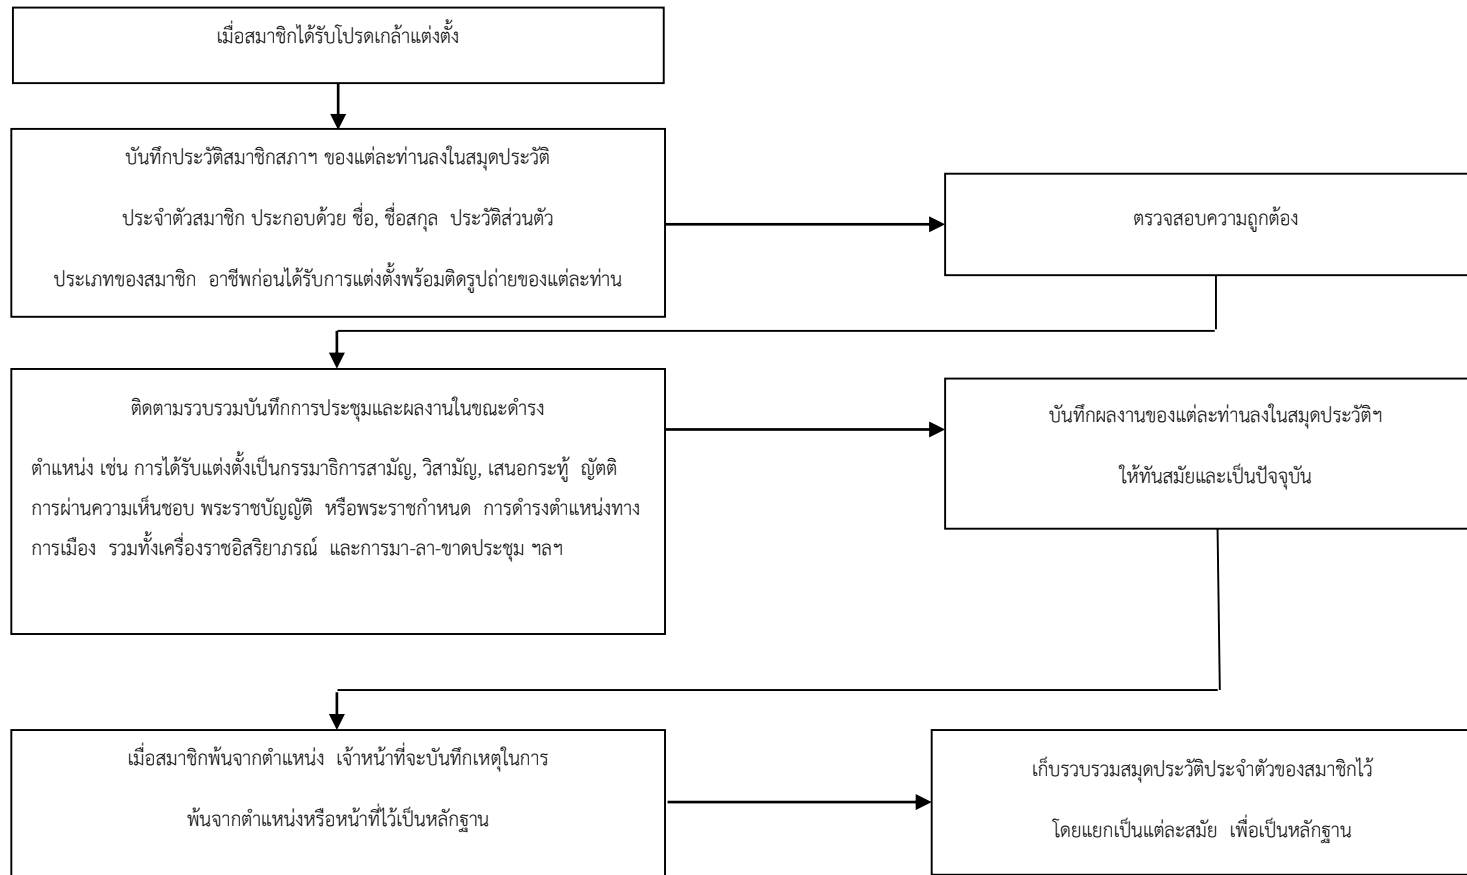 เมื่อสมาชิกได้รับโปรดเกล้าแต่งตั้ง
บันทึกประวัติสมาชิกสภาฯ ของแต่ละท่านลงในสมุดประวัติ
ประจำตัวสมาชิก ประกอบด้วย ชื่อ, ชื่อสกุล ประวัติส่วนตัว
ประเภทของสมาชิก อาชีพก่อนได้รับการแต่งตั้งพร้อมติดรูปถ่ายของแต่ละท่าน
ตรวจสอบความถูกต้อง
ติดตามรวบรวมบันทึกการประชุมและผลงานในขณะดำรง
ตำแหน่ง เช่น การได้รับแต่งตั้งเป็นกรรมาธิการสามัญ, วิสามัญ, เสนอกระทู้ ญัตติ
การผ่านความเห็นชอบ พระราชบัญญัติ หรือพระราชกำหนด การดำรงตำแหน่งทาง
การเมือง รวมทั้งเครื่องราชอิสริยาภรณ์ และการมา-ลา-ขาดประชุม ฯลฯ
บันทึกผลงานของแต่ละท่านลงในสมุดประวัติฯ
ให้ทันสมัยและเป็นปัจจุบัน
เมื่อสมาชิกพ้นจากตำแหน่ง เจ้าหน้าที่จะบันทึกเหตุในการ
พ้นจากตำแหน่งหรือหน้าที่ไว้เป็นหลักฐาน
เก็บรวบรวมสมุดประวัติประจำตัวของสมาชิกไว้
โดยแยกเป็นแต่ละสมัย เพื่อเป็นหลักฐาน